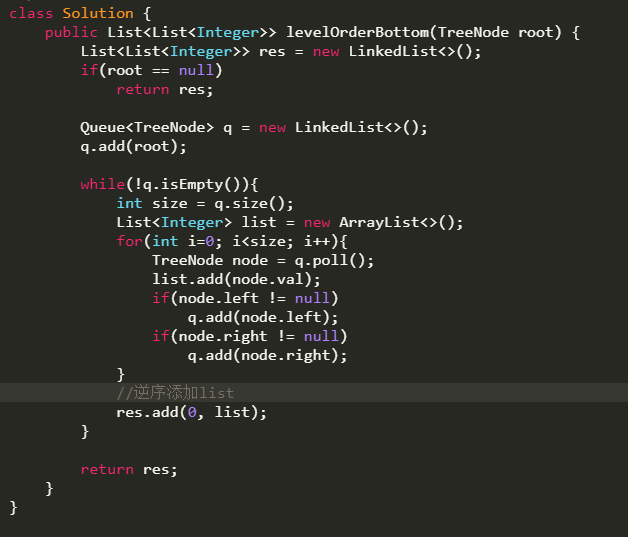 class Solution {
    public List<List<Integer>> levelOrderBottom(TreeNode root) {
        List<List<Integer>> res = new LinkedList<>();
        if(root == null)
            return res;

        Queue<TreeNode> q = new LinkedList<>();
        q.add(root);

        while(!q.isEmpty()){
            int size = q.size();
            List<Integer> list = new ArrayList<>();
            for(int i=0; i<size; i++){
                TreeNode node = q.poll();
                list.add(node.val);
                if(node.left != null)
                    q.add(node.left);
                if(node.right != null)
                    q.add(node.right);
            }
            //逆序添加list
            res.add(0, list);
        }

        return res;
    }
}